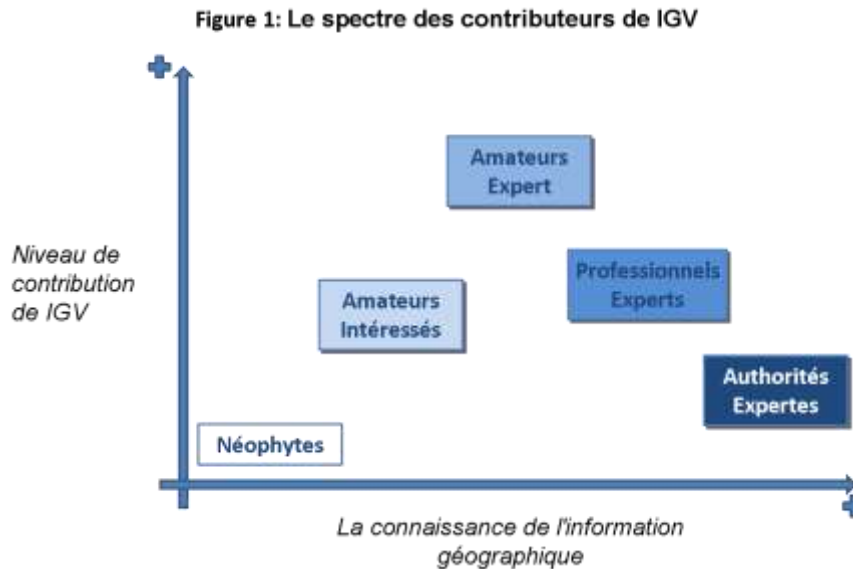 Figure 1: Le spectre des contributeurs de IGV
Amateurs
Expert
Niveau de
contribution
de IGV
Professionnels
Experts
Amateurs
Intéressés
Authorités
Expertes
Néophytes
La connaissance de l'information
géographique